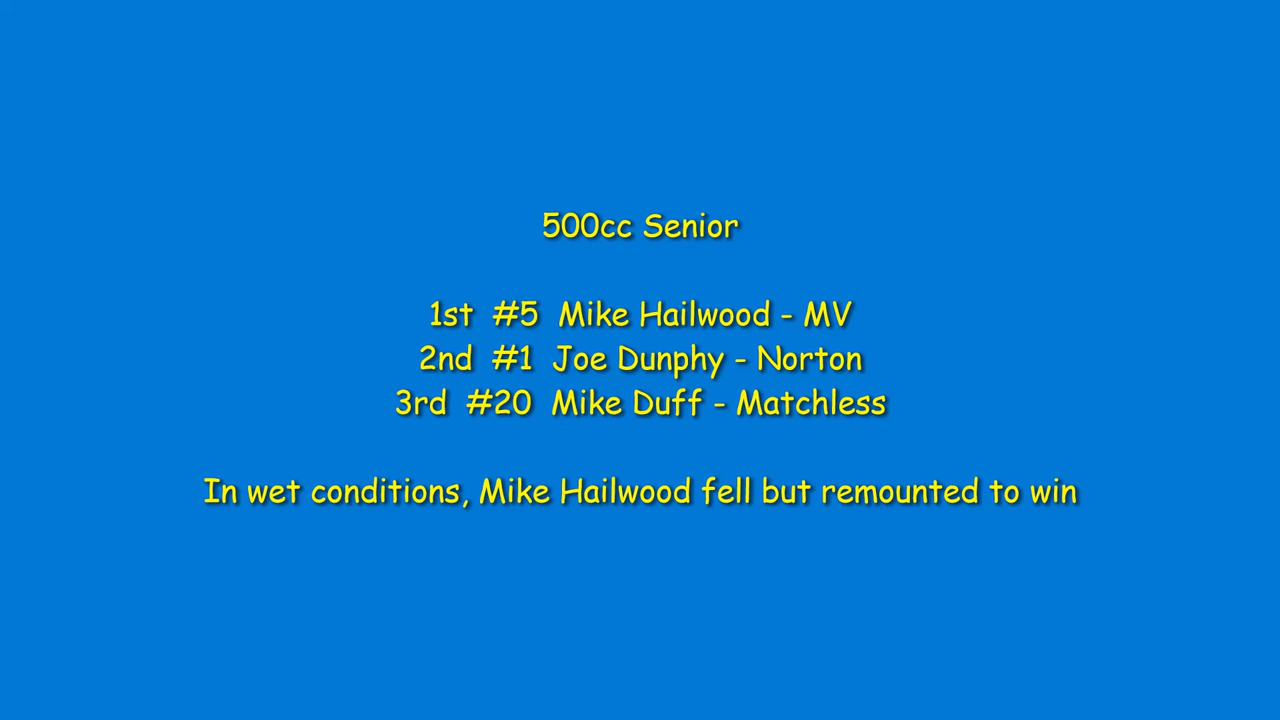 500cc Senior
1st #5 Mike Hailwood - MV
2nd #1 Joe Dunphy - Norton
3rd #20 Mike Duff - Matchless
In wet conditions, Mike Hailwood fell but remounted to win